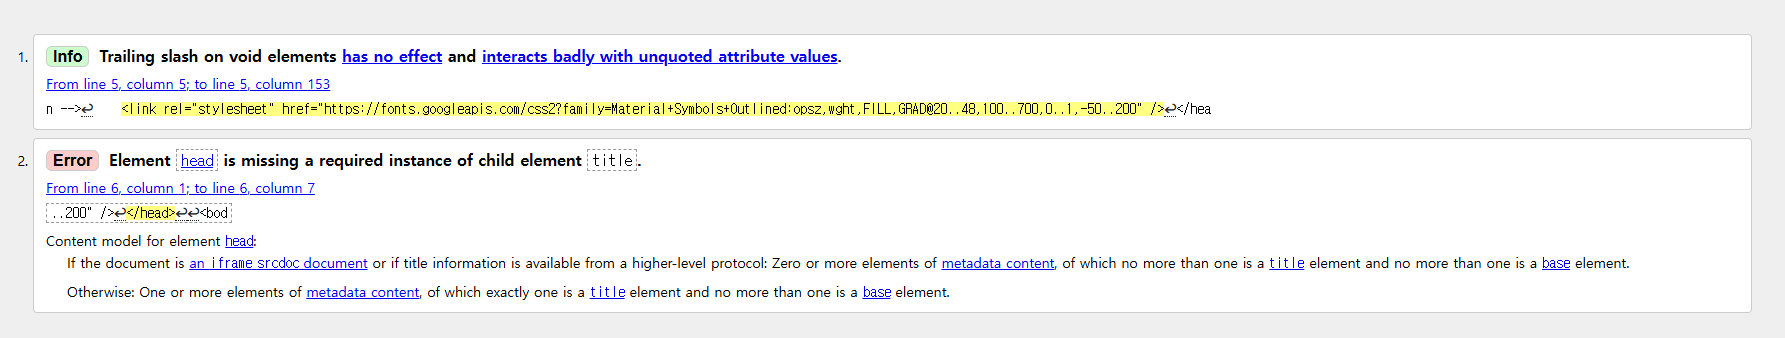 1. Info Trailing slash on void elements has no effect and interacts badly with unquoted attribute values.
From line 5, column 5; to line 5, column 153
n -->↩    <link rel="stylesheet" href="https://fonts.googleapis.com/css2?family=Material+Symbols+Outlined:opsz,wght,FILL,GRAD@20..48,100..700,0..1,-50..200" />↩</hea
2. Error Element head is missing a required instance of child element title.
From line 6, column 1; to line 6, column 7
..200" />↩</head>↩↩<bod
Content model for element head:
If the document is an iframe srcdoc document or if title information is available from a higher-level protocol: Zero or more elements of metadata content, of which no more than one is a title element and no more than one is a base element.
Otherwise: One or more elements of metadata content, of which exactly one is a title element and no more than one is a base element.